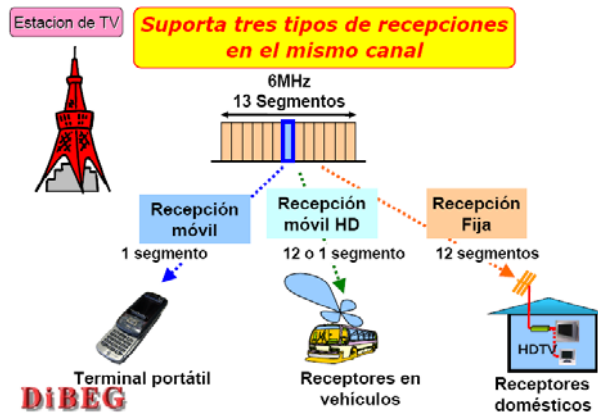 Estacion de TV
Suporta tres tipos de recepciones
en el mismo canal
6MHz
13 Segmentos
Recepción
móvil
Recepción
móvil HD
Recepción
Fija
1 segmento
12 o 1 segmento
12 segmentos
HDTV
Terminal portátil
Receptores en
vehículos
Receptores
domésticos
DiBEG